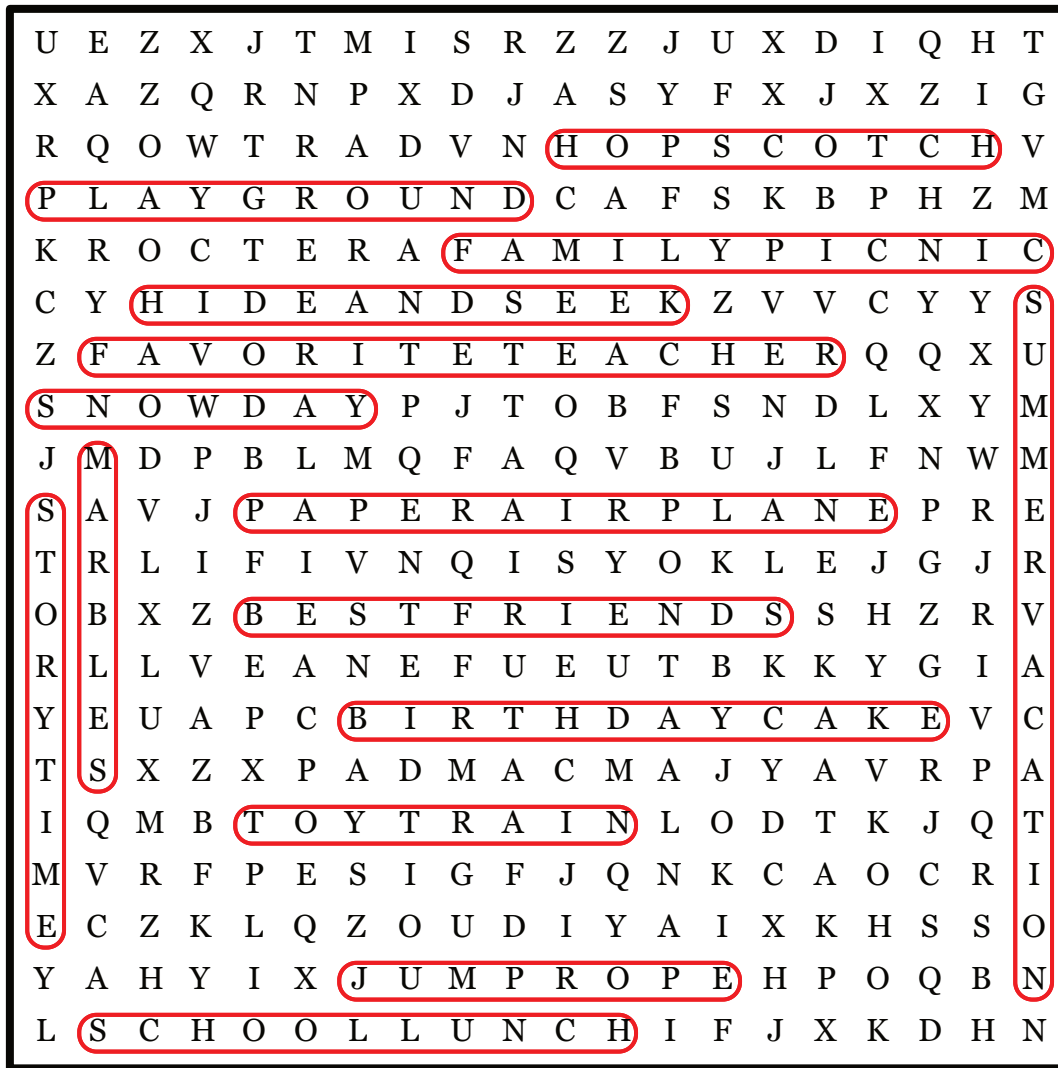 U E Z X J T M I S R Z Z J U X D I Q H T
X A Z Q R N P X D J A S Y F X J X Z I G
R Q O W T R A D V N H O P S C O T C H V
P L A Y G R O U N D C A F S K B P H Z M
K R O C T E R A F A M I L Y P I C N I C
C Y H I D E A N D S E E K Z V V C Y Y S
Z F A V O R I T E T E A C H E R Q Q X U
S N O W D A Y P J T O B F S N D L X Y M
J M D P B L M Q F A Q V B U J L F N W M
S A V J P A P E R A I R P L A N E P R E
T R L I F I V N Q I S Y O K L E J G J R
O B X Z B E S T F R I E N D S S H Z R V
R L L V E A N E F U E U T B K K Y G I A
Y E U A P C B I R T H D A Y C A K E V C
T S X Z X P A D M A C M A J Y A V R P A
I Q M B T O Y T R A I N L O D T K J Q T
M V R F P E S I G F J Q N K C A O C R I
E C Z K L Q Z O U D I Y A I X K H S S O
Y A H Y I X J U M P R O P E H P O Q B N
L S C H O O L L U N C H I F J X K D H N